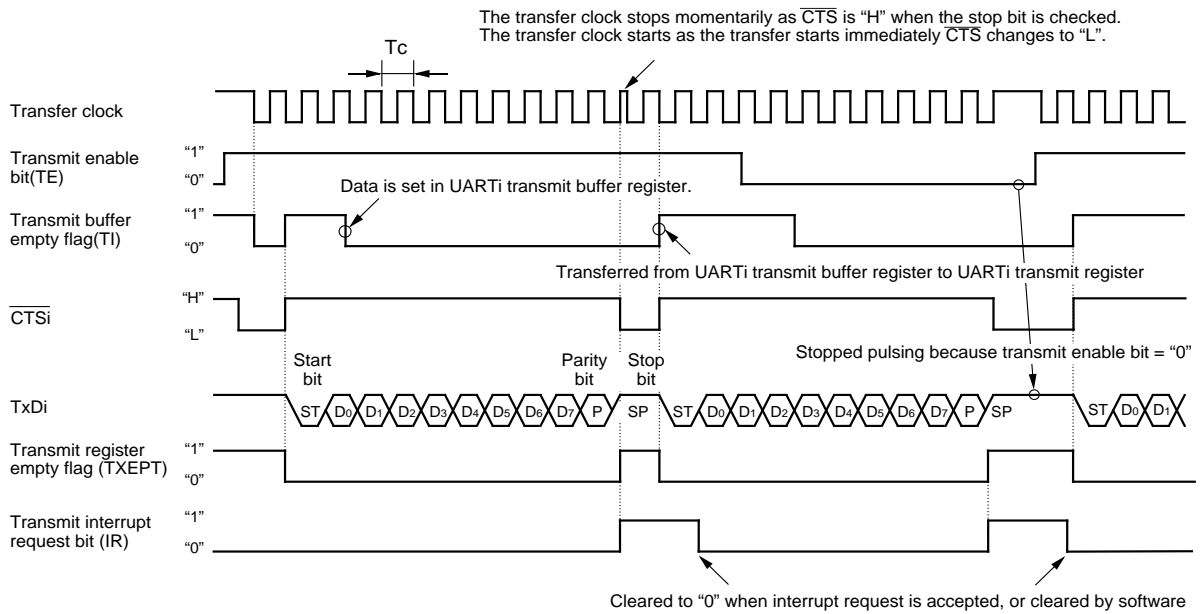 The transfer clock stops momentarily as CTS is “H” when the stop bit is checked.
The transfer clock starts as the transfer starts immediately CTS changes to “L”.
Tc
Transfer clock
Transmit enable
bit(TE)
“1”
“0”
Data is set in UARTi transmit buffer register.
Transmit buffer
empty flag(TI)
“1”
“0”
Transferred from UARTi transmit buffer register to UARTi transmit register
CTSi
“H”
“L”
Stopped pulsing because transmit enable bit = “0”
Start
bit
Parity
bit
Stop
bit
TxDi
ST D0 D1 D2 D3 D4 D5 D6 D7 P SP ST D0 D1 D2 D3 D4 D5 D6 D7 P SP ST D0 D1
Transmit register
empty flag (TXEPT)
“1”
“0”
Transmit interrupt
request bit (IR)
“1”
“0”
Cleared to “0” when interrupt request is accepted, or cleared by software